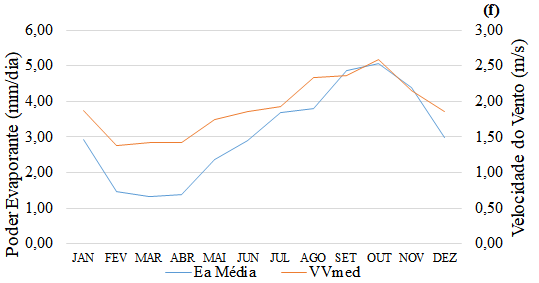 (f)
6,00 3,00
5,00 2,50
4,00 2,00
3,00 1,50
2,00 1,00
1,00 0,50
0,00 0,00
Poder Evaporante (mm/dia)
Velocidade do Vento (m/s)
JAN FEV MAR ABR MAI JUN JUL AGO SET OUT NOV DEZ
Ea Média VVmed